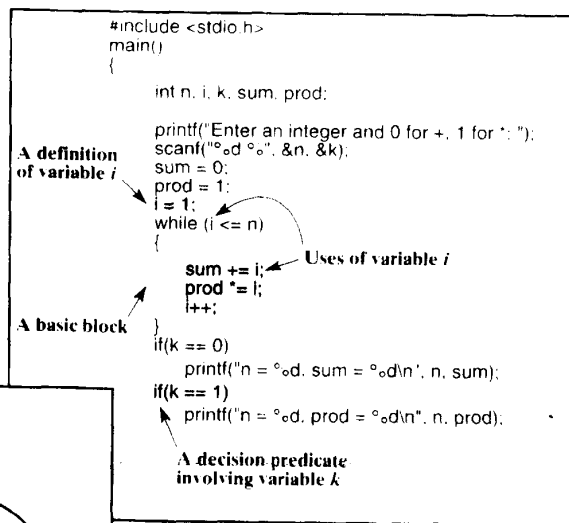 #include <stdio.h>
main()
{
int n, i, k, sum, prod;
printf("Enter an integer and 0 for +, 1 for *: ");
scanf("%d %", &n, &k);
sum = 0;
prod = 1;
i = 1;
while (i <= n)
{
sum += i;
prod *= i;
i++;
}
if(k == 0)
printf("n = %d, sum = %d\n", n, sum);
if(k == 1)
printf("n = %d, prod = %d\n", n, prod);
A definition
of variable i
Uses of variable i
A basic block
A decision predicate
involving variable k